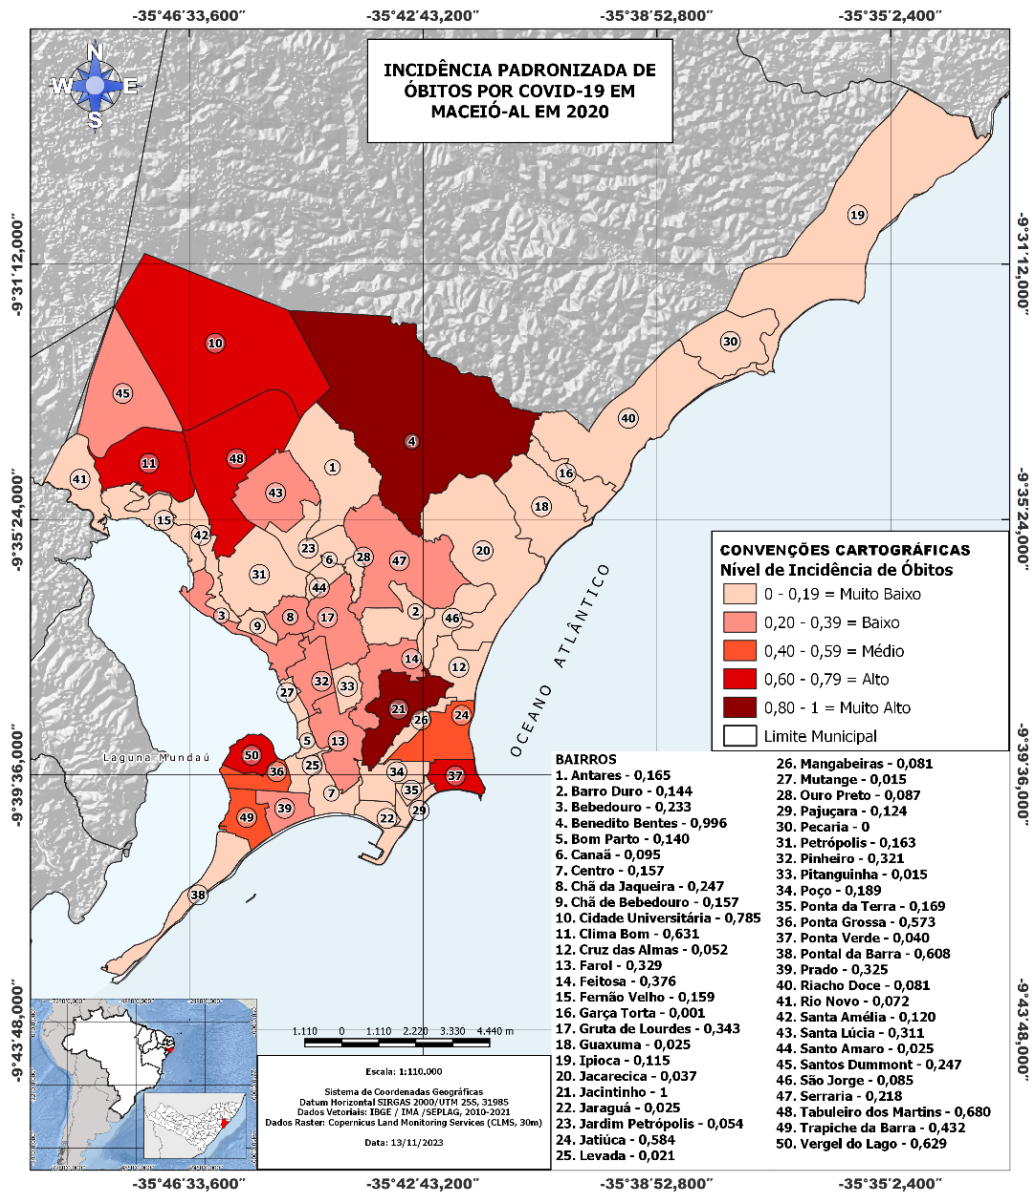 -35°46′33,600″
-35°42′43,200″
-35°38′52,800″
-35°35′2,400″
N
W
E
S
INCIDÊNCIA PADRONIZADA DE
ÓBITOS POR COVID-19 EM
MACEIÓ-AL EM 2020
-9°31′12,000″
-9°31′12,000″
-9°35′24,000″
-9°35′24,000″
-9°39′36,000″
-9°39′36,000″
-9°43′48,000″
-9°43′48,000″
19
30
10
45
40
4
48
11
1
16
41
43
18
15
42
23
20
6
28
47
31
44
3
8
17
2
46
9
14
12
32
33
27
21
26
24
5
13
50
36
25
34
37
35
7
39
49
22
29
38
OCEANO ATLÂNTICO
Laguna Mundaú
CONVENÇÕES CARTOGRÁFICAS
Nível de Incidência de Óbitos
0 - 0,19 = Muito Baixo
0,20 - 0,39 = Baixo
0,40 - 0,59 = Médio
0,60 - 0,79 = Alto
0,80 - 1 = Muito Alto
Limite Municipal
BAIRROS
1. Antares - 0,165
2. Barro Duro - 0,144
3. Bebedouro - 0,233
4. Benedito Bentes - 0,996
5. Bom Parto - 0,140
6. Canaã - 0,095
7. Centro - 0,157
8. Chã da Jaqueira - 0,247
9. Chã de Bebedouro - 0,157
10. Cidade Universitária - 0,785
11. Clima Bom - 0,631
12. Cruz das Almas - 0,052
13. Farol - 0,329
14. Feitosa - 0,376
15. Fernão Velho - 0,159
16. Garça Torta - 0,001
17. Gruta de Lourdes - 0,343
18. Guaxuma - 0,025
19. Ipioca - 0,115
20. Jacarecica - 0,037
21. Jacintinho - 1
22. Jaraguá - 0,025
23. Jardim Petrópolis - 0,054
24. Jatiúca - 0,584
25. Levada - 0,021
26. Mangabeiras - 0,081
27. Mutange - 0,015
28. Ouro Preto - 0,087
29. Pajuçara - 0,124
30. Pecaria - 0
31. Petrópolis - 0,163
32. Pinheiro - 0,321
33. Pitanguinha - 0,015
34. Poço - 0,189
35. Ponta da Terra - 0,169
36. Ponta Grossa - 0,573
37. Ponta Verde - 0,040
38. Pontal da Barra - 0,608
39. Prado - 0,325
40. Riacho Doce - 0,081
41. Rio Novo - 0,072
42. Santa Amélia - 0,120
43. Santa Lúcia - 0,311
44. Santo Amaro - 0,025
45. Santos Dummont - 0,247
46. São Jorge - 0,085
47. Serraria - 0,218
48. Tabuleiro dos Martins - 0,680
49. Trapiche da Barra - 0,432
50. Vergel do Lago - 0,629
1.110 0 1.110 2.220 3.330 4.440 m
Escala: 1:110.000
Sistema de Coordenadas Geográficas
Datum Horizontal SIRGAS 2000/UTM 25S, 31985
Dados Vetoriais: IBGE / IMA /SEPLAG, 2010-2021
Dados Raster: Copernicus Land Monitoring Services (CLMS, 30m)
Data: 13/11/2023
-35°46′33,600″
-35°42′43,200″
-35°38′52,800″
-35°35′2,400″